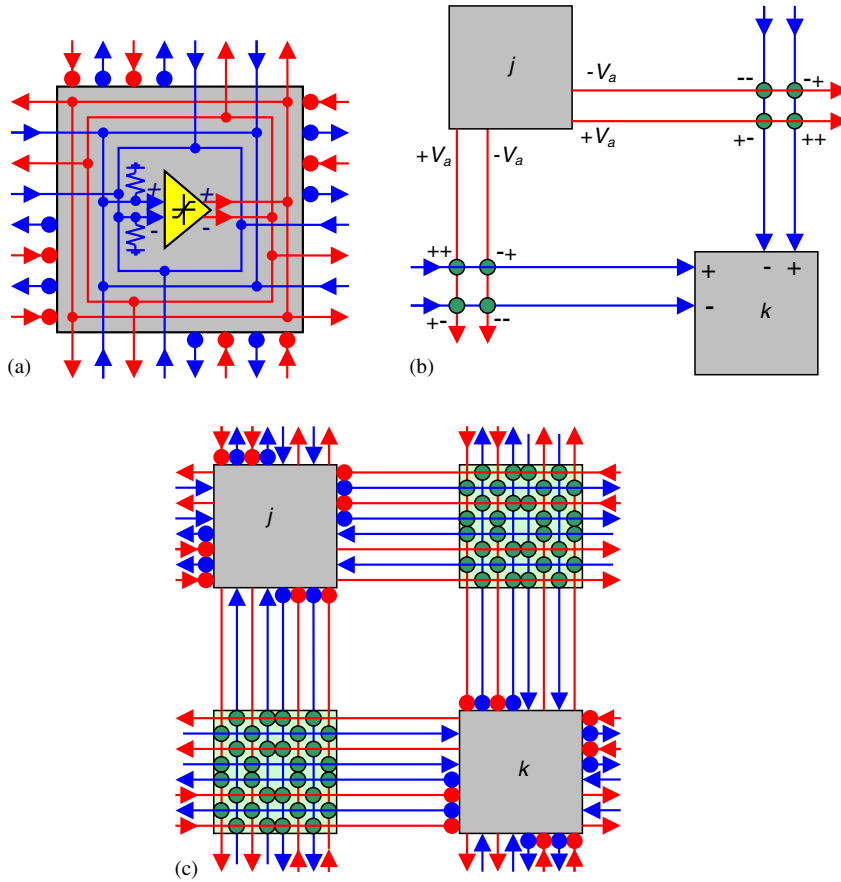 +
+
-
-
(a)
j
-Va
--
-+
+Va
-Va
+Va
+-
++
++
-+
+
-
+
-
k
+-
--
(b)
j
k
(c)